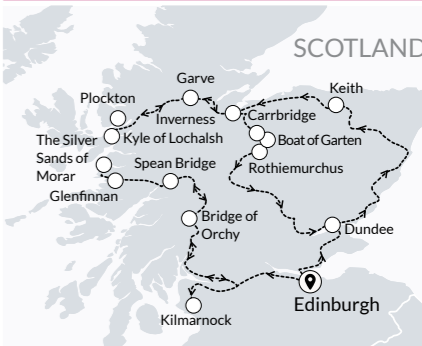 SCOTLAND
Garve
Keith
Plockton
Inverness
Carrbridge
The Silver
Sands of
Morar
Kyle of Lochalsh
Boat of Garten
Spean Bridge
Rothiemurchus
Glenfinnan
Bridge of
Orchy
Dundee
Edinburgh
Kilmarnock